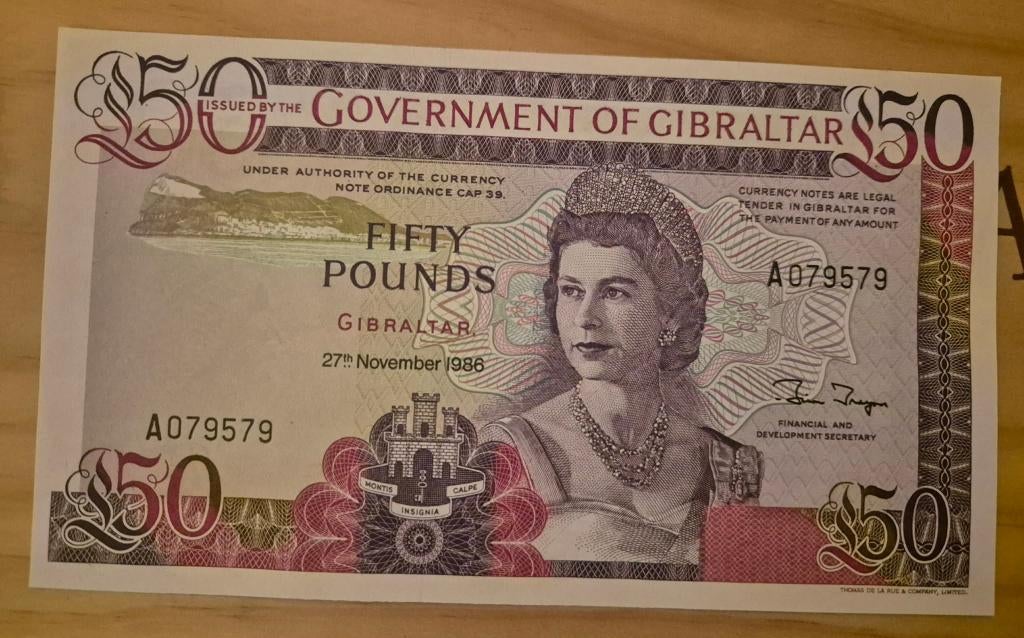 £50
ISSUED BY THE GOVERNMENT OF GIBRALTAR
£50
UNDER AUTHORITY OF THE CURRENCY
NOTE ORDINANCE CAP 39.
CURRENCY NOTES ARE LEGAL
TENDER IN GIBRALTAR FOR
THE PAYMENT OF ANY AMOUNT
FIFTY
POUNDS
A079579
GIBRALTAR,
27th November 1986
A079579
FINANCIAL AND
DEVELOPMENT SECRETARY
£50
MONTIS INSIGNIA CALPE
£50
THOMAS DE LA RUE & COMPANY, LIMITED.